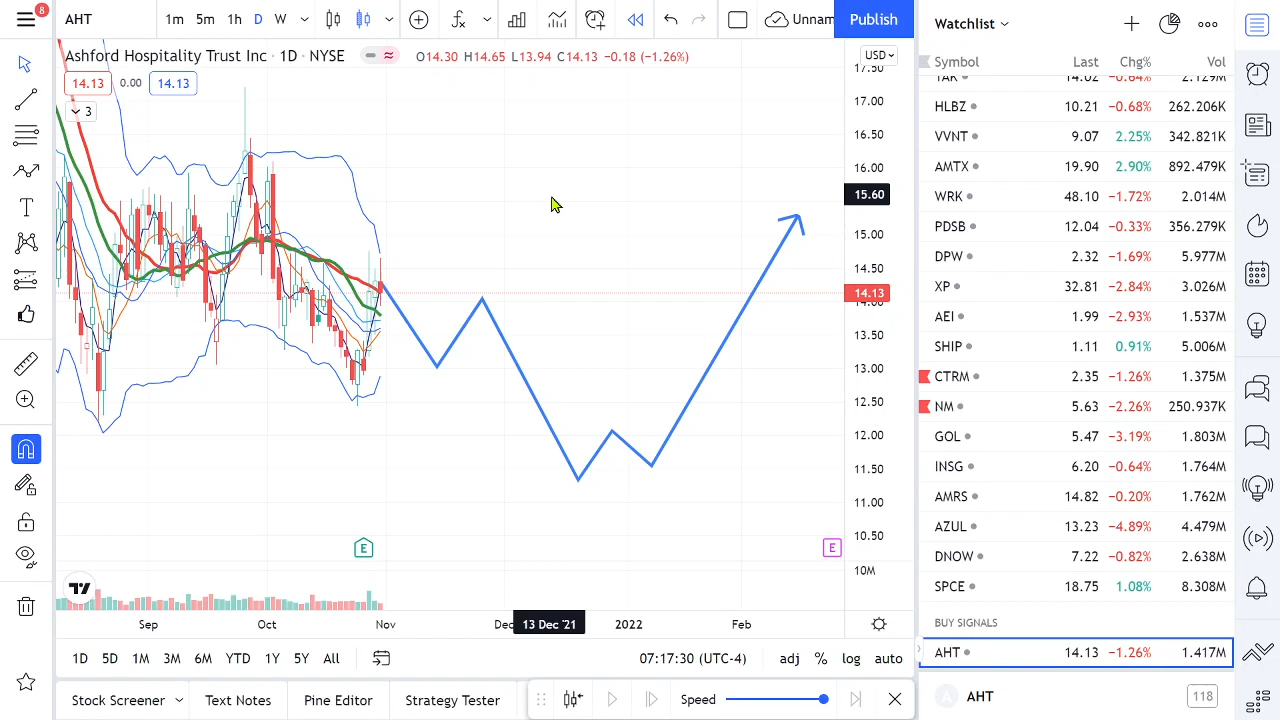 8
AHT
1m 5m 1h D W
Unnam
Publish
Ashford Hospitality Trust Inc · 1D · NYSE
O14.30 H14.65 L13.94 C14.13 −0.18 (−1.26%)
14.13 0.00 14.13
3
USD
17.50
17.00
16.50
16.00
15.60
15.00
14.50
14.13
14.00
13.50
13.00
12.50
12.00
11.50
11.00
10.50
10M
E
E
Sep Oct Nov Dec 13 Dec '21 2022 Feb
1D 5D 1M 3M 6M YTD 1Y 5Y All
07:17:30 (UTC-4) adj % log auto
Stock Screener Text Notes Pine Editor Strategy Tester
Speed
Watchlist
Symbol Last Chg% Vol
TAK 14.02 −0.64% 2.129M
HLBZ 10.21 −0.68% 262.206K
VVNT 9.07 2.25% 342.821K
AMTX 19.90 2.90% 892.479K
WRK 48.10 −1.72% 2.014M
PDSB 12.04 −0.33% 356.279K
DPW 2.32 −1.69% 5.977M
XP 32.81 −2.84% 3.026M
AEI 1.99 −2.93% 1.537M
SHIP 1.11 0.91% 5.006M
CTRM 2.35 −1.26% 1.375M
NM 5.63 −2.26% 250.937K
GOL 5.47 −3.19% 1.803M
INSG 6.20 −0.64% 1.764M
AMRS 14.82 −0.20% 1.762M
AZUL 13.23 −4.89% 4.479M
DNOW 7.22 −0.82% 2.638M
SPCE 18.75 1.08% 8.308M
BUY SIGNALS
AHT 14.13 −1.26% 1.417M
A AHT 118